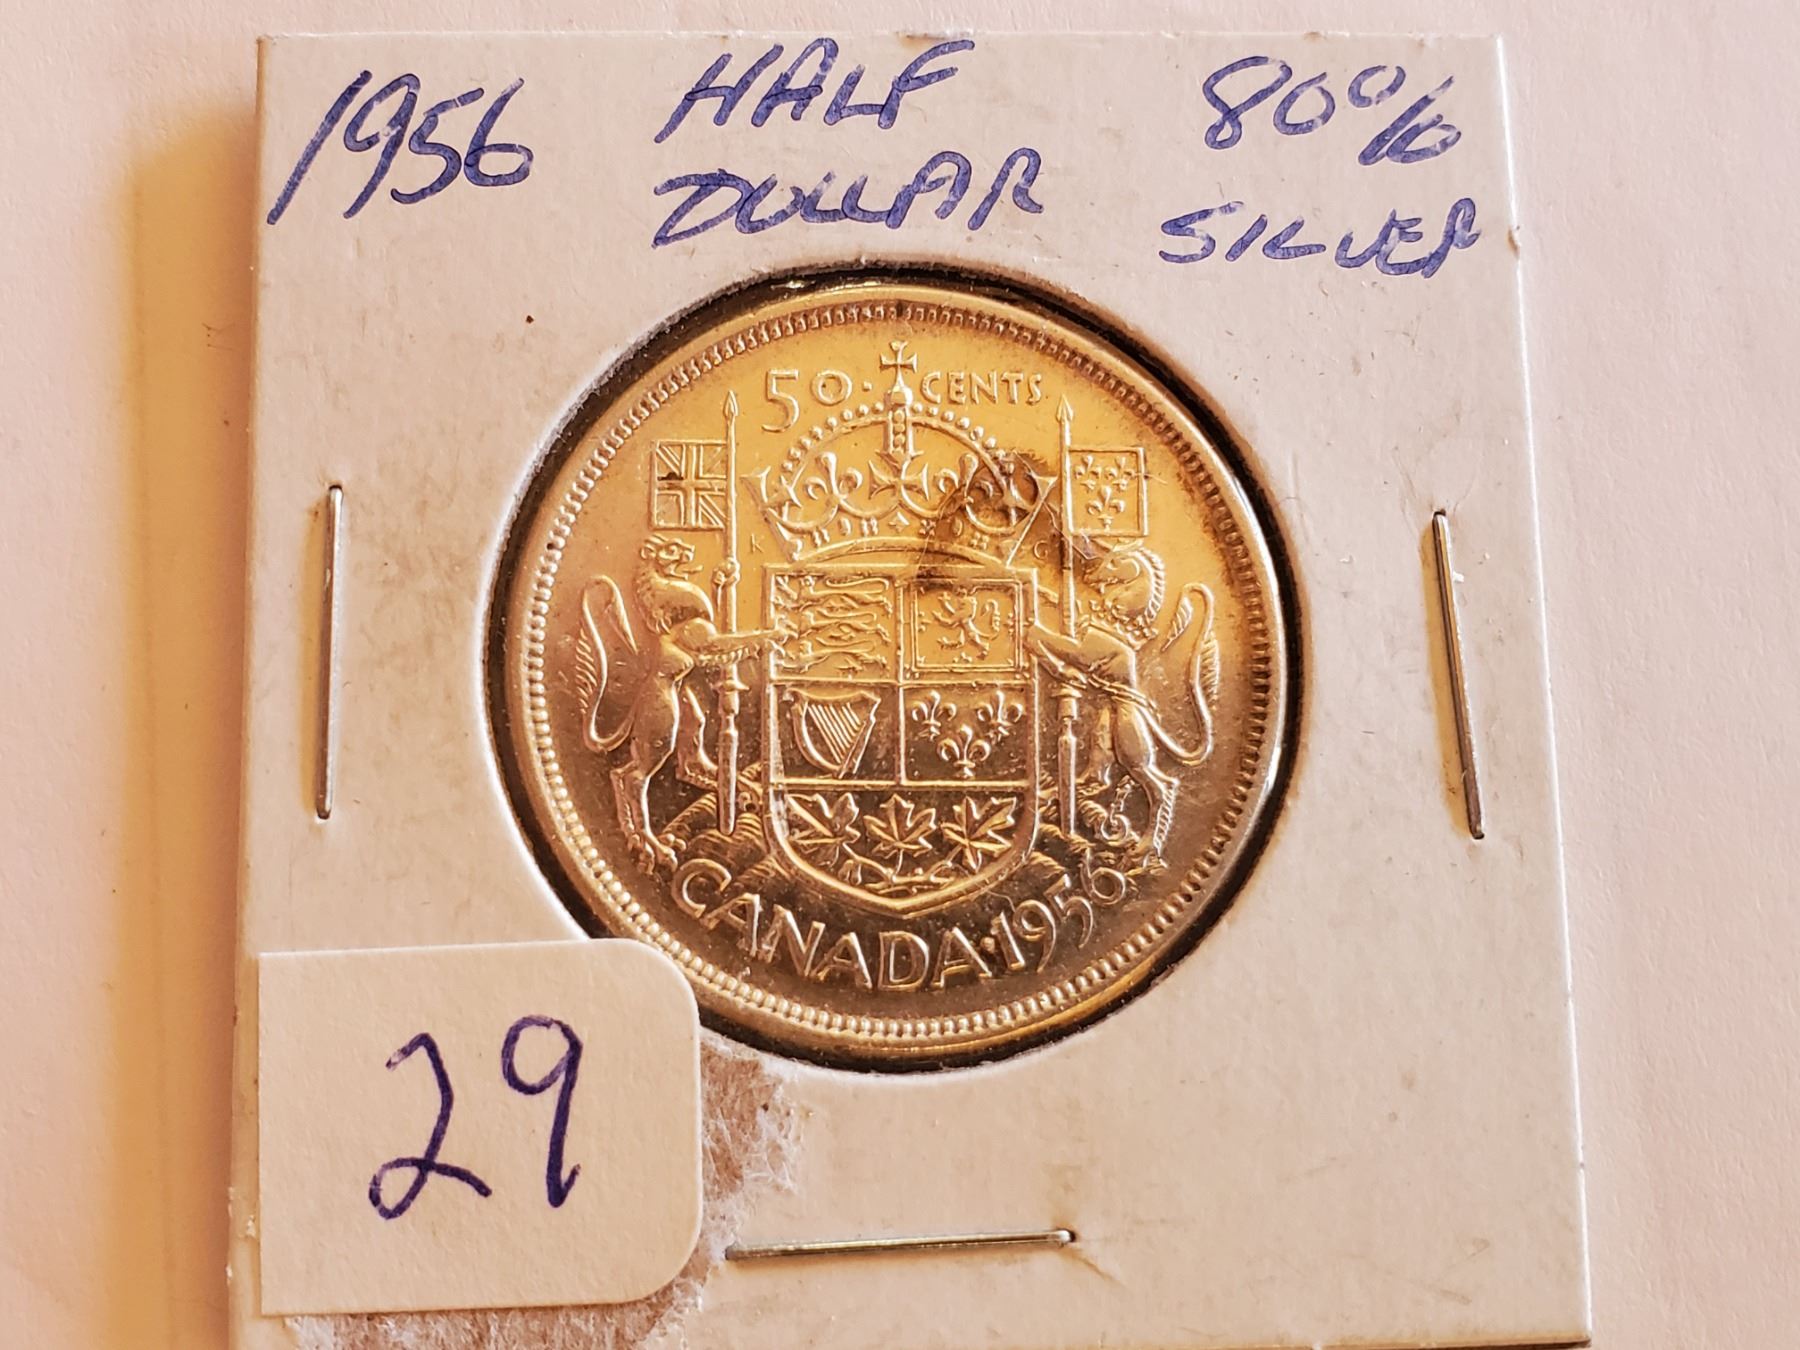 1956 HALF 80%
DOLLAR SILVER
50 · CENTS
K G
CANADA · 1956
29